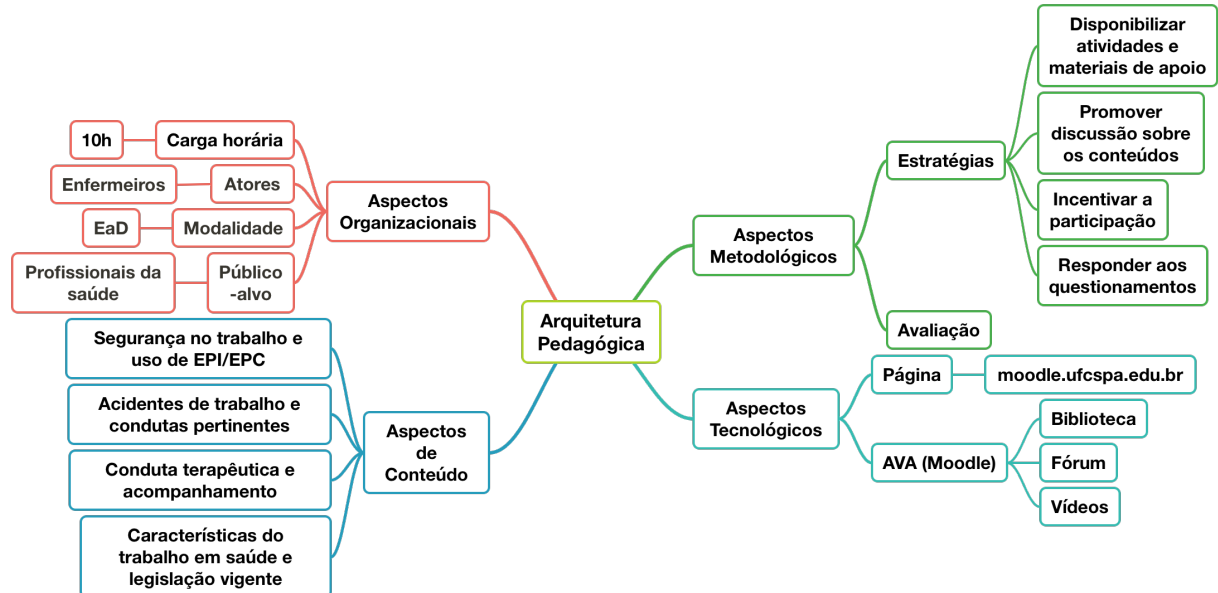 Arquitetura
Pedagógica
Aspectos
Organizacionais
Carga horária
10h
Atores
Enfermeiros
Modalidade
EaD
Público
-alvo
Profissionais da
saúde
Aspectos
de
Conteúdo
Segurança no trabalho e
uso de EPI/EPC
Acidentes de trabalho e
condutas pertinentes
Conduta terapêutica e
acompanhamento
Características do
trabalho em saúde e
legislação vigente
Aspectos
Metodológicos
Estratégias
Disponibilizar
atividades e
materiais de apoio
Promover
discussão sobre
os conteúdos
Incentivar a
participação
Responder aos
questionamentos
Avaliação
Aspectos
Tecnológicos
Página
moodle.ufcspa.edu.br
AVA (Moodle)
Biblioteca
Fórum
Vídeos